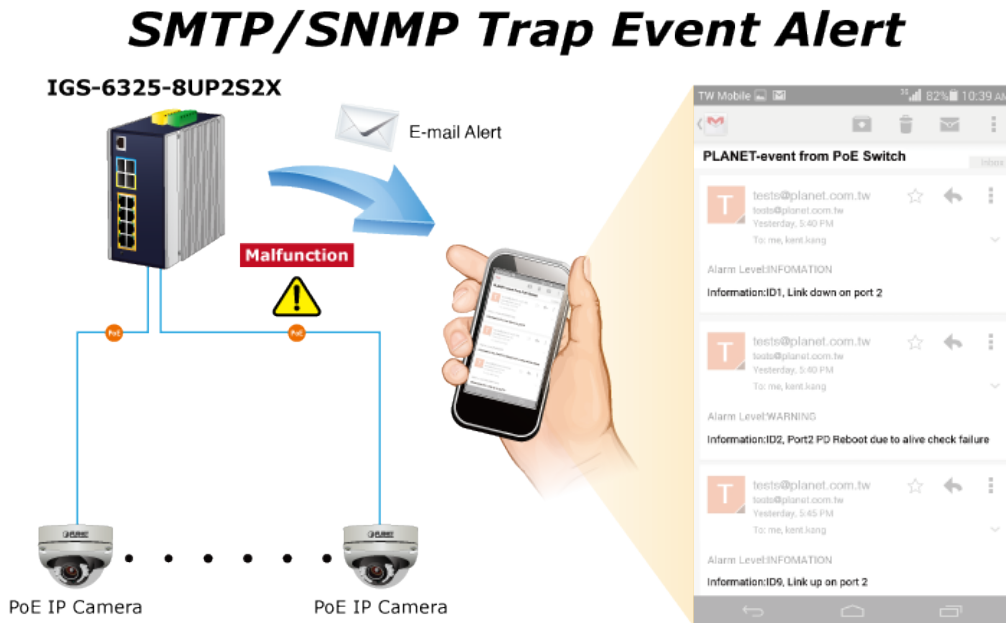 SMTP/SNMP Trap Event Alert
IGS-6325-8UP2S2X
E-mail Alert
Malfunction
PoE
PoE
PLANET
PLANET
PoE IP Camera
PoE IP Camera
TW Mobile
82% 10:39 AM
PLANET-event from PoE Switch
Inbox
T
tests@planet.com.tw
tests@planet.com.tw
Yesterday, 5:40 PM
To: me, kent.kang
Alarm Level:INFOMATION
Information:ID1, Link down on port 2
T
tests@planet.com.tw
tests@planet.com.tw
Yesterday, 5:40 PM
To: me, kent.kang
Alarm Level:WARNING
Information:ID2, Port2 PD Reboot due to alive check failure
T
tests@planet.com.tw
tests@planet.com.tw
Yesterday, 5:45 PM
To: me, kent.kang
Alarm Level:INFOMATION
Information:ID9, Link up on port 2